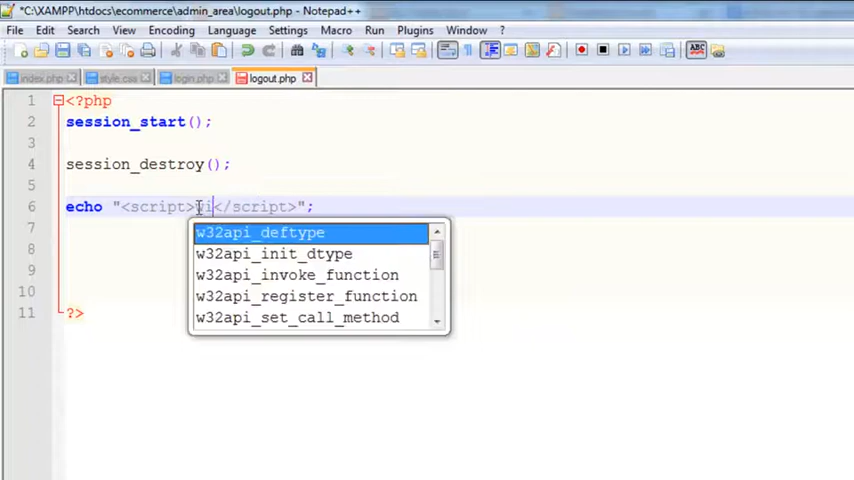 *C:\XAMPP\htdocs\ecommerce\admin_area\logout.php - Notepad++
File Edit Search View Encoding Language Settings Macro Run Plugins Window ?
index.php style.css login.php logout.php
1 <?php
2 session_start();
3
4 session_destroy();
5
6 echo "<script>wi</script>";
7
8
9
10
11 ?>
w32api_deftype
w32api_init_dtype
w32api_invoke_function
w32api_register_function
w32api_set_call_method